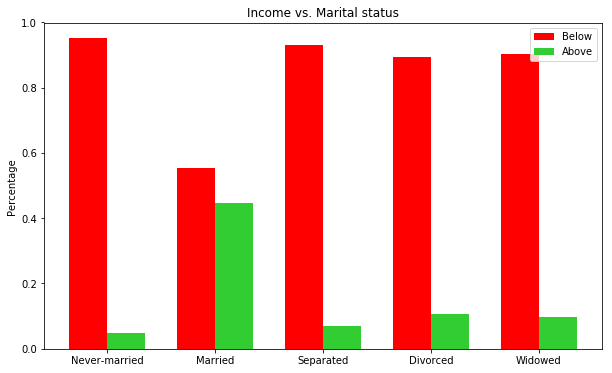 Income vs. Marital status
Below
Above
Percentage
1.0
0.8
0.6
0.4
0.2
0.0
Never-married Married Separated Divorced Widowed